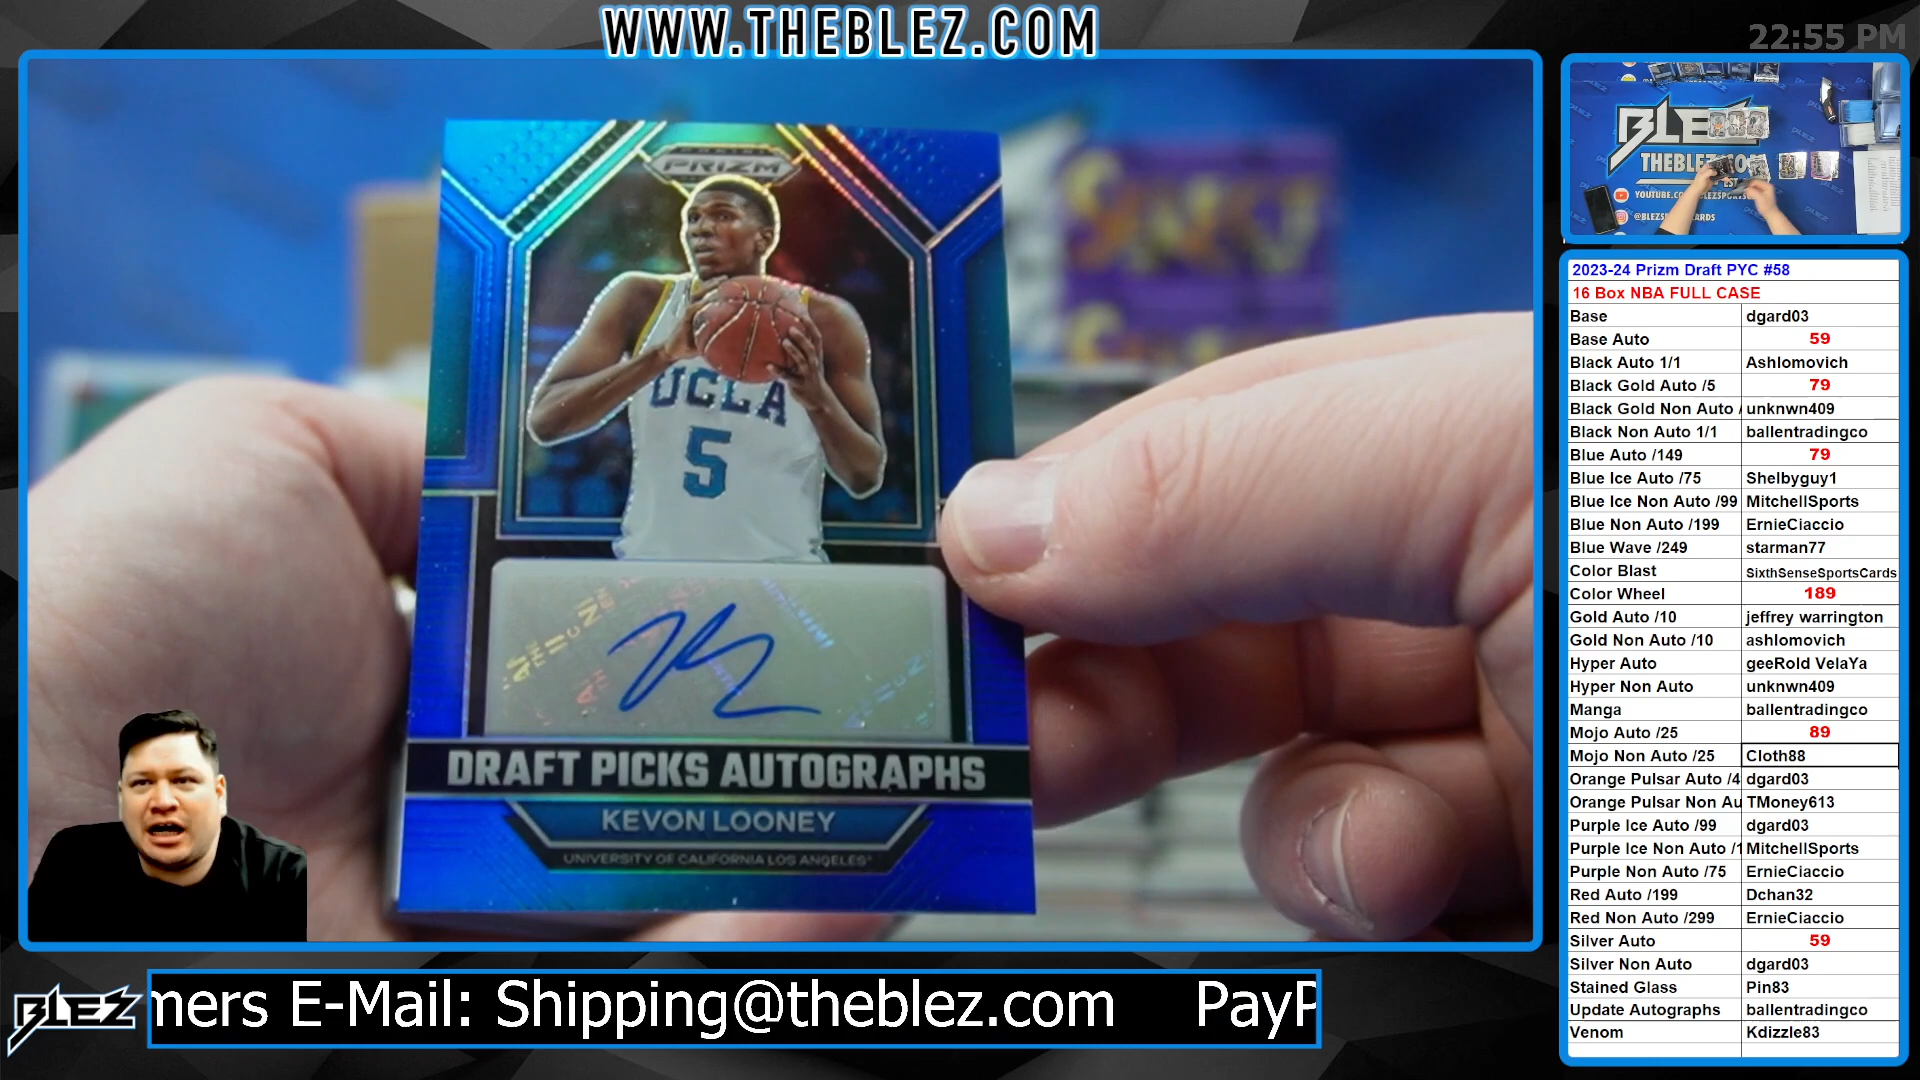 WWW.THEBLEZ.COM
22:55 PM
PRIZM
UCLA
5
DRAFT PICKS AUTOGRAPHS
KEVON LOONEY
UNIVERSITY OF CALIFORNIA LOS ANGELES
BLEZ
mers E-Mail: Shipping@theblez.com PayP
BLE
THEBLEZ.CO
YOUTUBE.CO
2023-24 Prizm Draft PYC #58
16 Box NBA FULL CASE
Base dgard03
Base Auto 59
Black Auto 1/1 Ashlomovich
Black Gold Auto /5 79
Black Gold Non Auto / unknwn409
Black Non Auto 1/1 ballentradingco
Blue Auto /149 79
Blue Ice Auto /75 Shelbyguy1
Blue Ice Non Auto /99 MitchellSports
Blue Non Auto /199 ErnieCiaccio
Blue Wave /249 starman77
Color Blast SixthSenseSportsCards
Color Wheel 189
Gold Auto /10 jeffrey warrington
Gold Non Auto /10 ashlomovich
Hyper Auto geeRold VelaYa
Hyper Non Auto unknwn409
Manga ballentradingco
Mojo Auto /25 89
Mojo Non Auto /25 Cloth88
Orange Pulsar Auto /4 dgard03
Orange Pulsar Non Au TMoney613
Purple Ice Auto /99 dgard03
Purple Ice Non Auto /1 MitchellSports
Purple Non Auto /75 ErnieCiaccio
Red Auto /199 Dchan32
Red Non Auto /299 ErnieCiaccio
Silver Auto 59
Silver Non Auto dgard03
Stained Glass Pin83
Update Autographs ballentradingco
Venom Kdizzle83